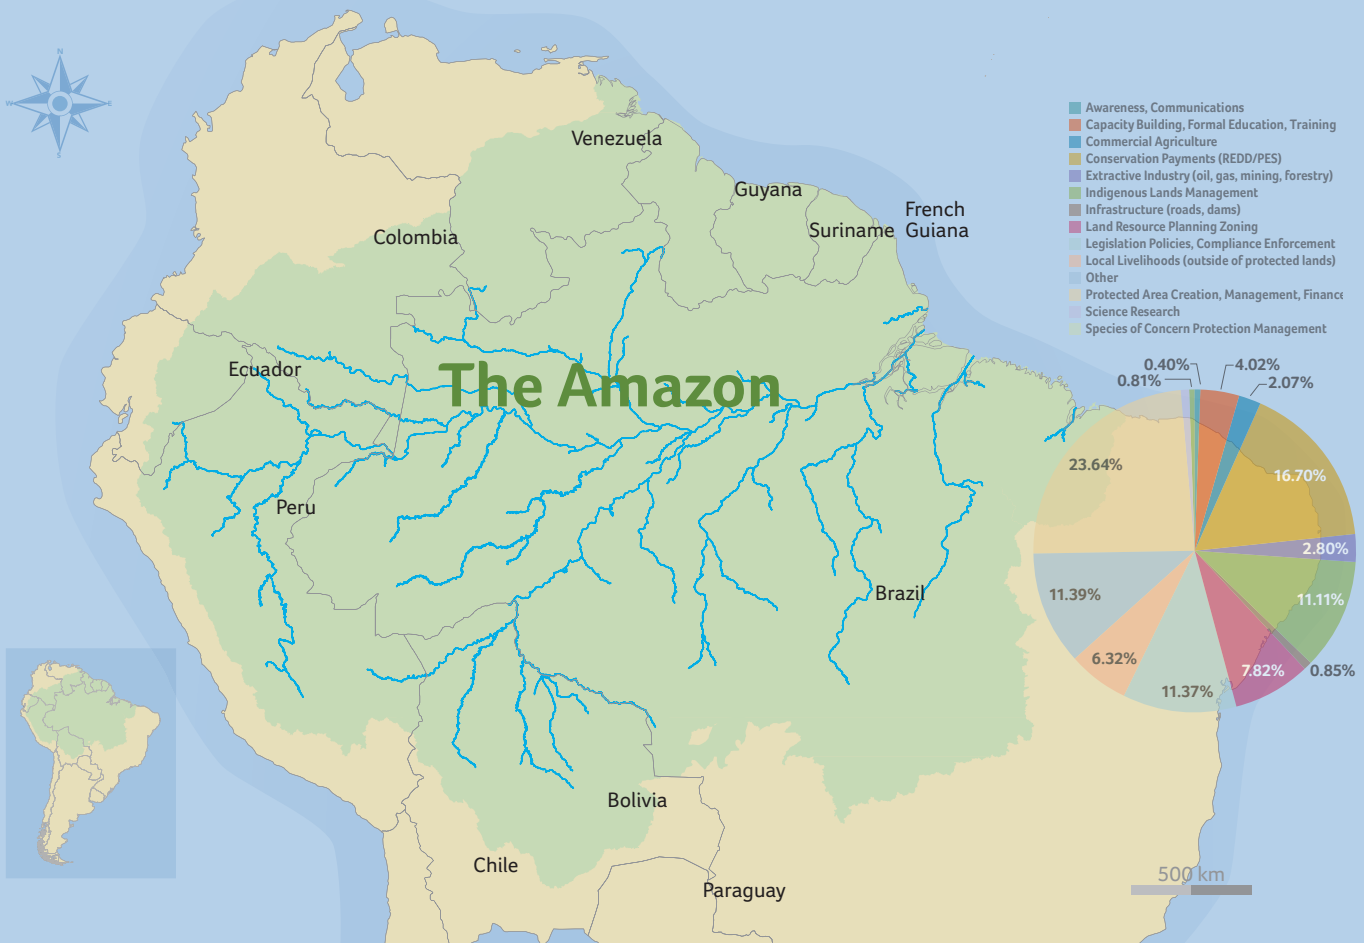 N
W
E
S
Venezuela
Guyana
Suriname
French
Guiana
Colombia
Ecuador
The Amazon
Peru
Brazil
Bolivia
Chile
Paraguay
Awareness, Communications
Capacity Building, Formal Education, Training
Commercial Agriculture
Conservation Payments (REDD/PES)
Extractive Industry (oil, gas, mining, forestry)
Indigenous Lands Management
Infrastructure (roads, dams)
Land Resource Planning Zoning
Legislation Policies, Compliance Enforcement
Local Livelihoods (outside of protected lands)
Other
Protected Area Creation, Management, Finance
Science Research
Species of Concern Protection Management
0.40%
4.02%
0.81%
2.07%
23.64%
16.70%
2.80%
11.39%
11.11%
6.32%
7.82%
0.85%
11.37%
500 km